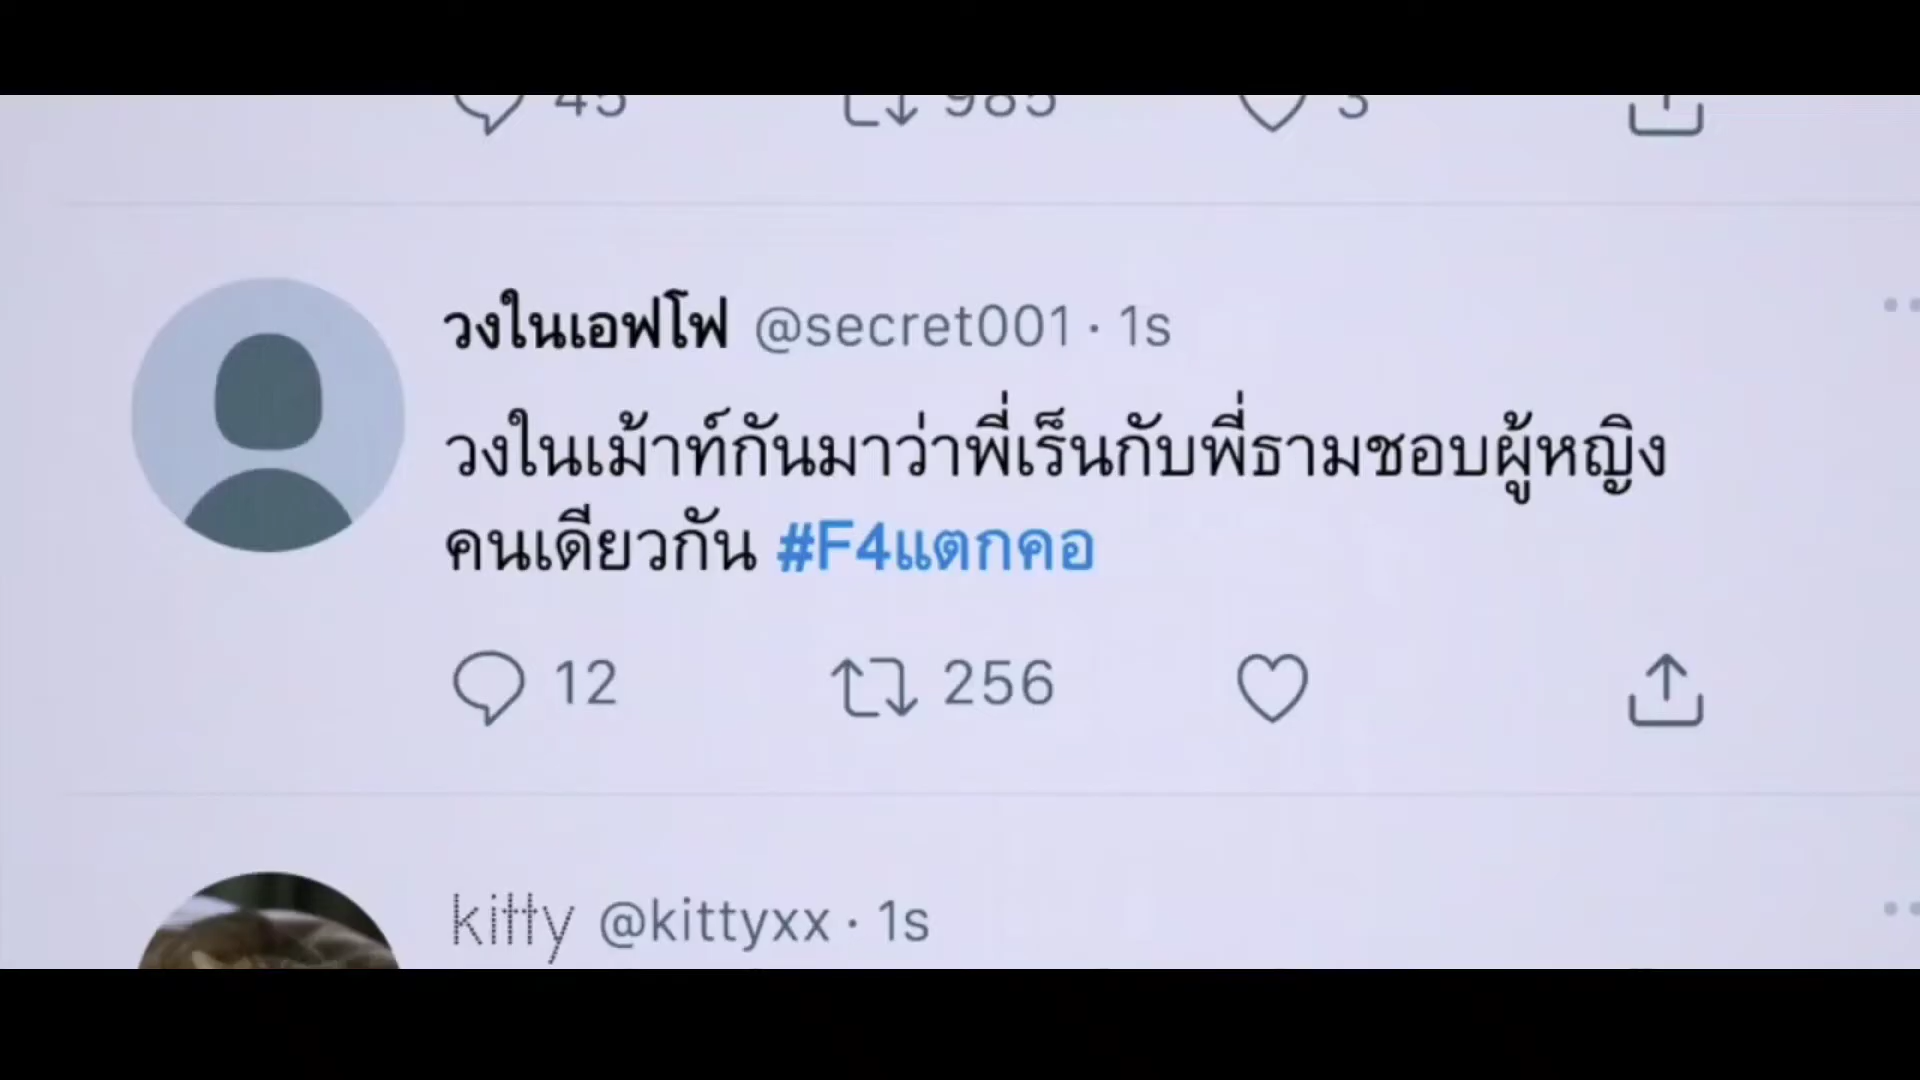 45 985 3
วงในเอฟโฟ @secret001 · 1s
วงในเม้าท์กันมาว่าพี่เร็นกับพี่ธามชอบผู้หญิง
คนเดียวกัน #F4แตกคอ
12 256
kitty @kittyxx · 1s